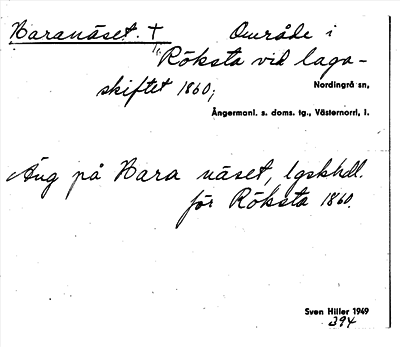 Baranäset. † Område i
Röksta vid laga-
skiftet 1860;
Nordingrå sn,
Ångermanl. s. doms. tg., Västernorrl. l.
Äng på Bara näset, lgskhdl.
för Röksta 1860.
Sven Hiller 1949
394